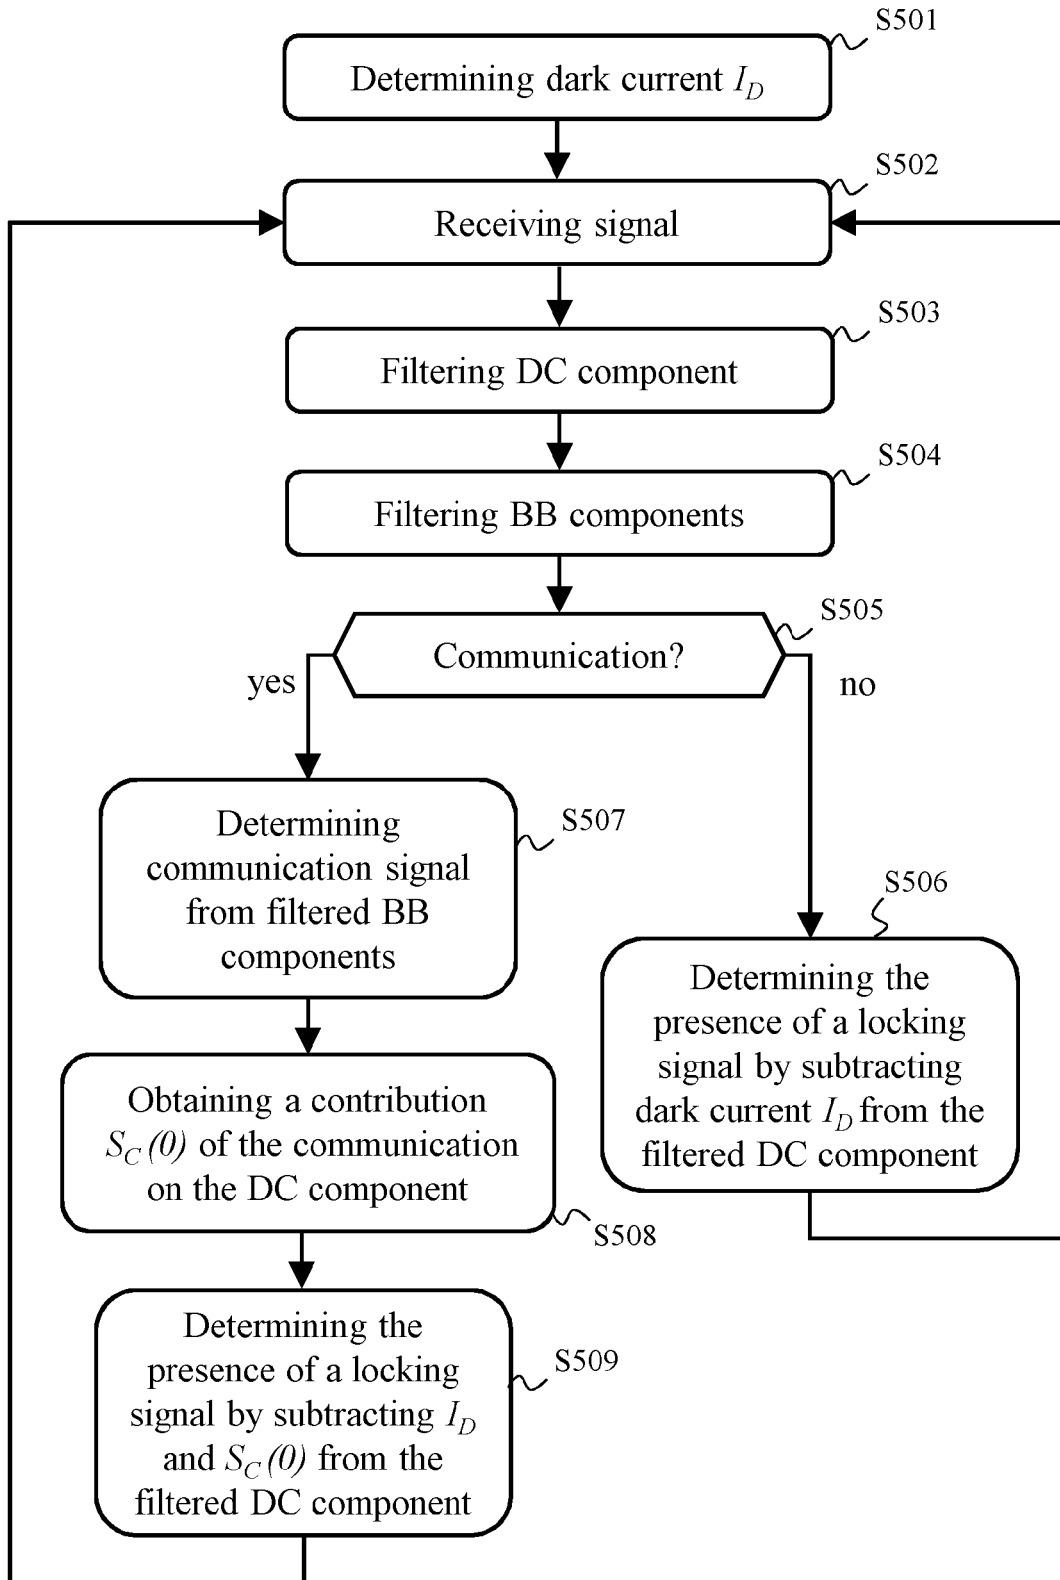 S501
Determining dark current I_D
S502
Receiving signal
S503
Filtering DC component
S504
Filtering BB components
S505
Communication?
yes
no
S507
Determining
communication signal
from filtered BB
components
S506
Determining the
presence of a locking
signal by subtracting
dark current I_D from the
filtered DC component
Obtaining a contribution
S_C(0) of the communication
on the DC component
S508
S509
Determining the
presence of a locking
signal by subtracting I_D
and S_C(0) from the
filtered DC component